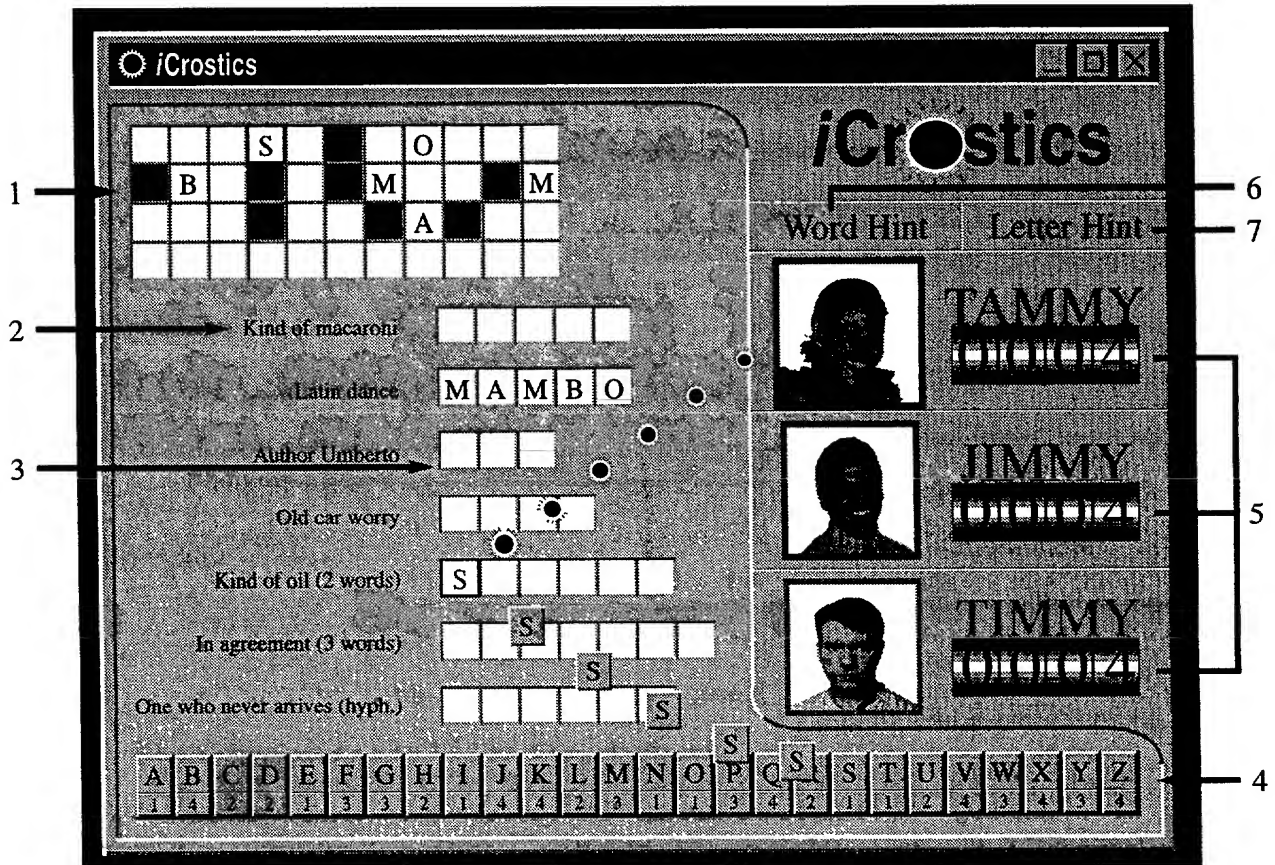 iCrostics
iCrostics
S O
1 B M M
6
A
Word Hint Letter Hint 7
2 Kind of macaroni
TAMMY
Latin dance M A M B O
3 Author Umberto
JIMMY
Old car worry
5
Kind of oil (2 words) S
TIMMY
In agreement (3 words) S
S
One who never arrives (hyph.) S
S S
A B C D E F G H I J K L M N O P Q S T U V W X Y Z 4
1 4 2 2 1 3 3 2 1 4 4 2 3 1 1 3 4 2 1 1 2 4 3 4 3 4